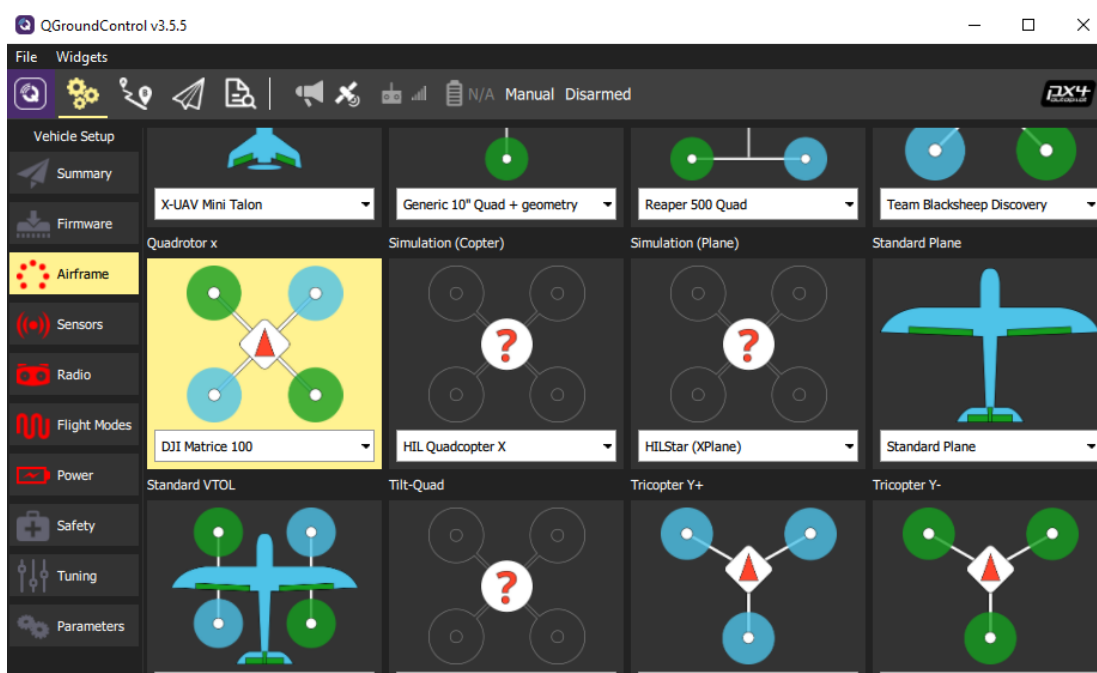 QGroundControl v3.5.5
File Widgets
N/A Manual Disarmed
px4
autopilot
Vehicle Setup
Summary
Firmware
Airframe
Sensors
Radio
Flight Modes
Power
Safety
Tuning
Parameters
X-UAV Mini Talon
Generic 10" Quad + geometry
Reaper 500 Quad
Team Blacksheep Discovery
Quadrotor x
Simulation (Copter)
Simulation (Plane)
Standard Plane
?
?
DJI Matrice 100
HIL Quadcopter X
HILStar (XPlane)
Standard Plane
Standard VTOL
Tilt-Quad
Tricopter Y+
Tricopter Y-
?